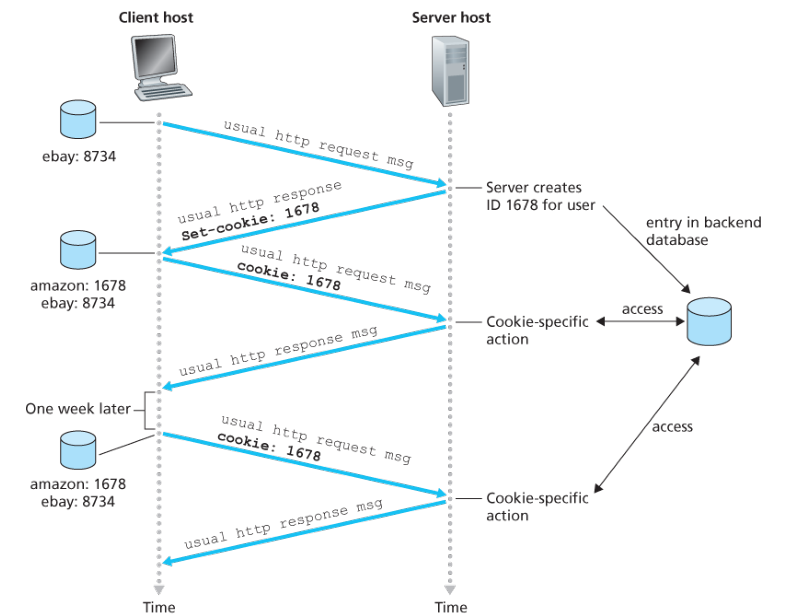 Client host
Server host
usual http request msg
ebay: 8734
usual http response
Set-cookie: 1678
Server creates
ID 1678 for user
entry in backend
database
amazon: 1678
ebay: 8734
usual http request msg
cookie: 1678
Cookie-specific
action
access
usual http response msg
One week later
usual http request msg
cookie: 1678
access
amazon: 1678
ebay: 8734
Cookie-specific
action
usual http response msg
Time
Time